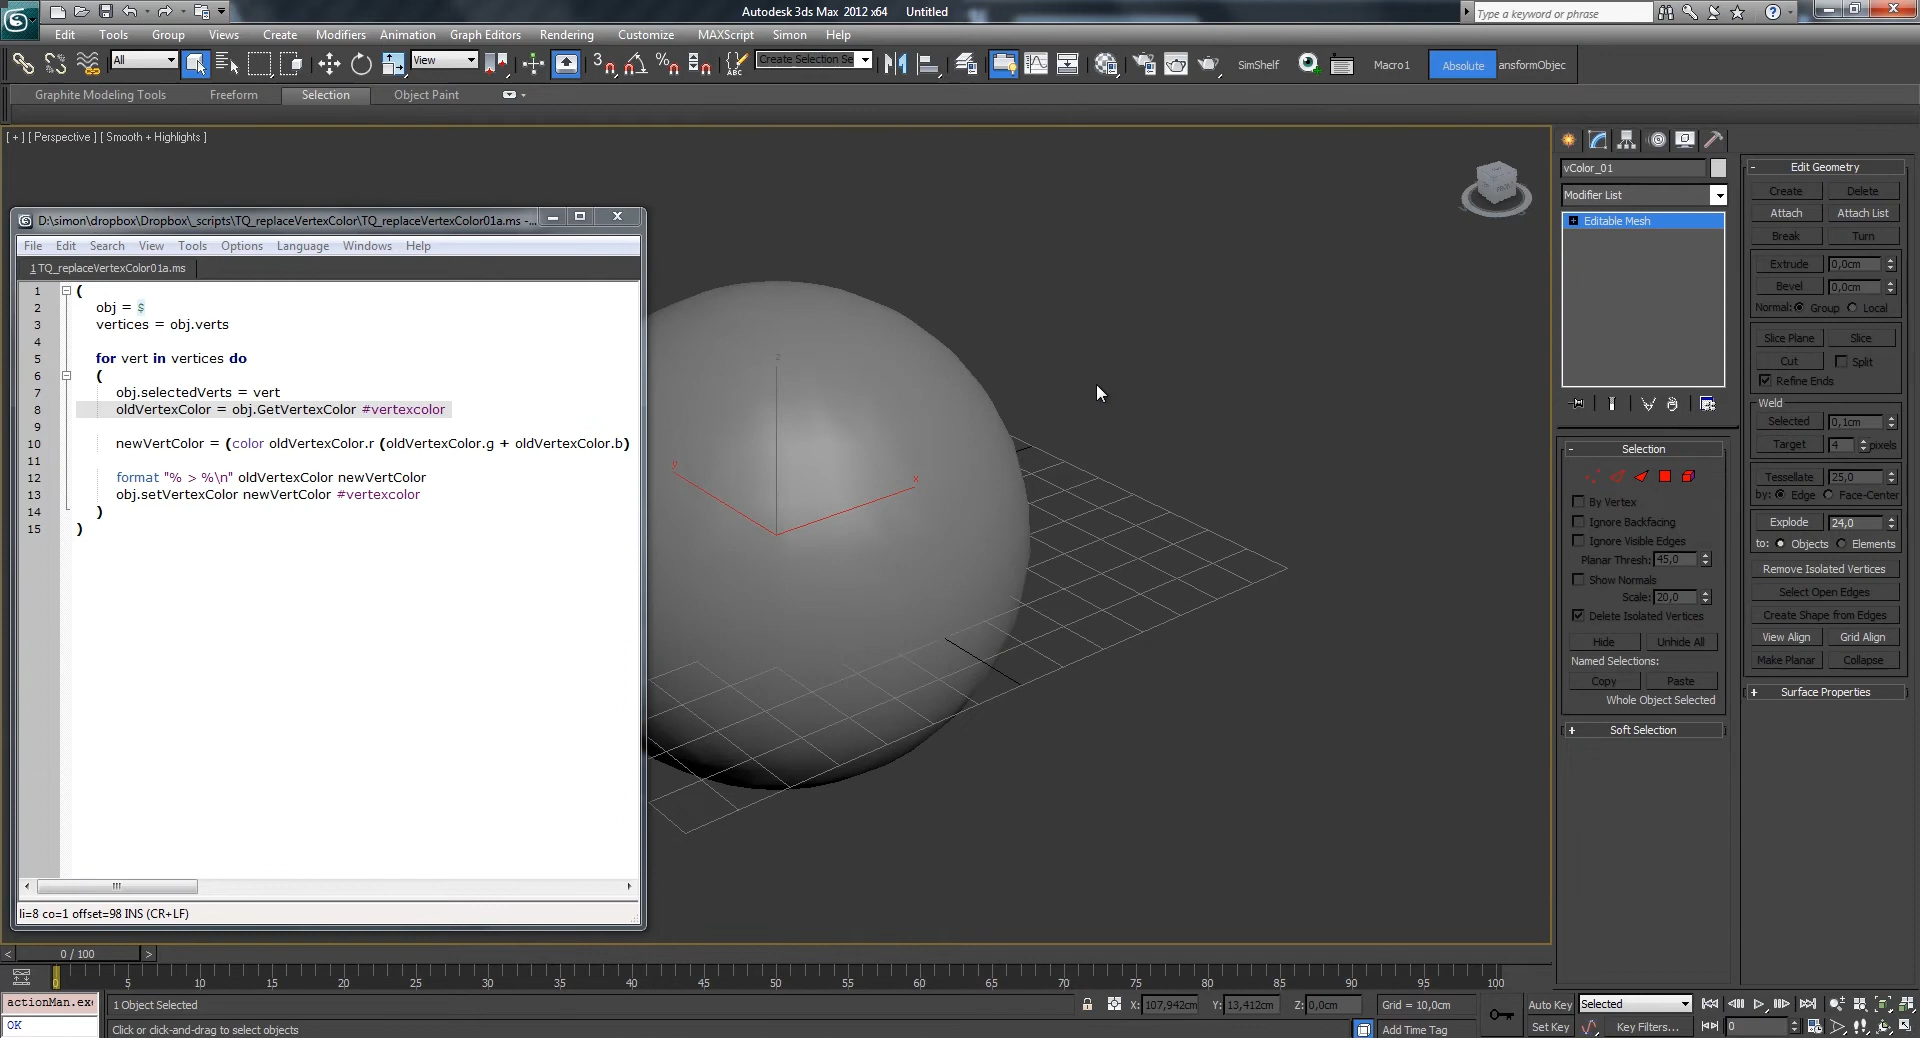 Autodesk 3ds Max 2012 x64 Untitled
Type a keyword or phrase
Edit Tools Group Views Create Modifiers Animation Graph Editors Rendering Customize MAXScript Simon Help
All View Create Selection Se SimShelf Macro1 Absolute ansformObjec
Graphite Modeling Tools Freeform Selection Object Paint
[ + ] [ Perspective ] [ Smooth + Highlights ]
D:\simon\dropbox\Dropbox\_scripts\TQ_replaceVertexColor\TQ_replaceVertexColor01a.ms -...
File Edit Search View Tools Options Language Windows Help
1 TQ_replaceVertexColor01a.ms
1 (
2 obj = $
3 vertices = obj.verts
4
5 for vert in vertices do
6 (
7 obj.selectedVerts = vert
8 oldVertexColor = obj.GetVertexColor #vertexcolor
9
10 newVertColor = (color oldVertexColor.r (oldVertexColor.g + oldVertexColor.b)
11
12 format "% > %\n" oldVertexColor newVertColor
13 obj.setVertexColor newVertColor #vertexcolor
14 )
15 )
li=8 co=1 offset=98 INS (CR+LF)
z
y
x
vColor_01
Modifier List
Editable Mesh
Selection
By Vertex
Ignore Backfacing
Ignore Visible Edges
Planar Thresh: 45,0
Show Normals
Scale: 20,0
Delete Isolated Vertices
Hide Unhide All
Named Selections:
Copy Paste
Whole Object Selected
+ Soft Selection
- Edit Geometry
Create Delete
Attach Attach List
Break Turn
Extrude 0,0cm
Bevel 0,0cm
Normal: Group Local
Slice Plane Slice
Cut Split
Refine Ends
Weld
Selected 0,1cm
Target 4 pixels
Tessellate 25,0
by: Edge Face-Center
Explode 24,0
to: Objects Elements
Remove Isolated Vertices
Select Open Edges
Create Shape from Edges
View Align Grid Align
Make Planar Collapse
+ Surface Properties
< 0 / 100 >
0 5 10 15 20 25 30 35 40 45 50 55 60 65 70 75 80 85 90 95 100
actionMan.exe 1 Object Selected X: 107,942cm Y: 13,412cm Z: 0,0cm Grid = 10,0cm Auto Key Selected
OK Click or click-and-drag to select objects Add Time Tag Set Key Key Filters... 0